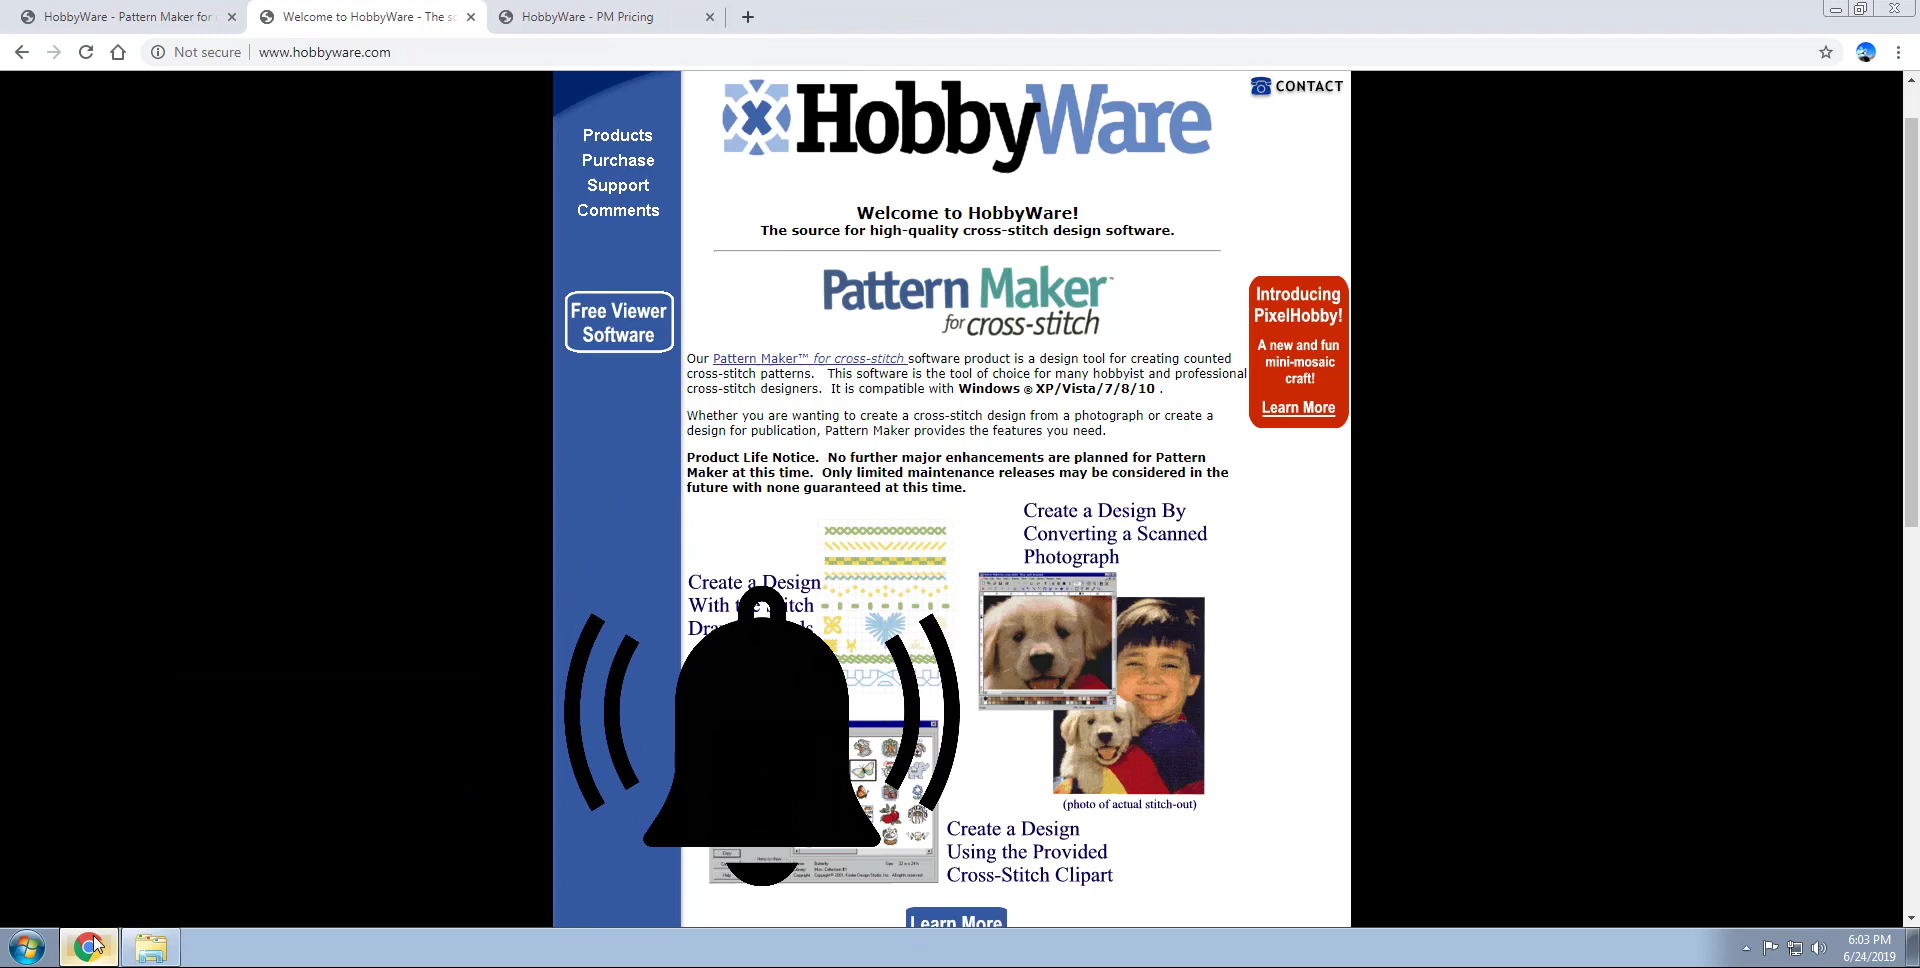 HobbyWare - Pattern Maker for
Welcome to HobbyWare - The so
HobbyWare - PM Pricing
Not secure
www.hobbyware.com
HobbyWare
CONTACT
Products
Purchase
Support
Comments
Welcome to HobbyWare!
The source for high-quality cross-stitch design software.
Pattern Maker™
for cross-stitch
Free Viewer
Software
Introducing
PixelHobby!
A new and fun
mini-mosaic
craft!
Learn More
Our Pattern Maker™ for cross-stitch software product is a design tool for creating counted
cross-stitch patterns. This software is the tool of choice for many hobbyist and professional
cross-stitch designers. It is compatible with Windows ® XP/Vista/7/8/10 .
Whether you are wanting to create a cross-stitch design from a photograph or create a
design for publication, Pattern Maker provides the features you need.
Product Life Notice. No further major enhancements are planned for Pattern
Maker at this time. Only limited maintenance releases may be considered in the
future with none guaranteed at this time.
Create a Design By
Converting a Scanned
Photograph
Create a Design
With
(photo of actual stitch-out)
Create a Design
Using the Provided
Cross-Stitch Clipart
Learn More
6:03 PM
6/24/2019